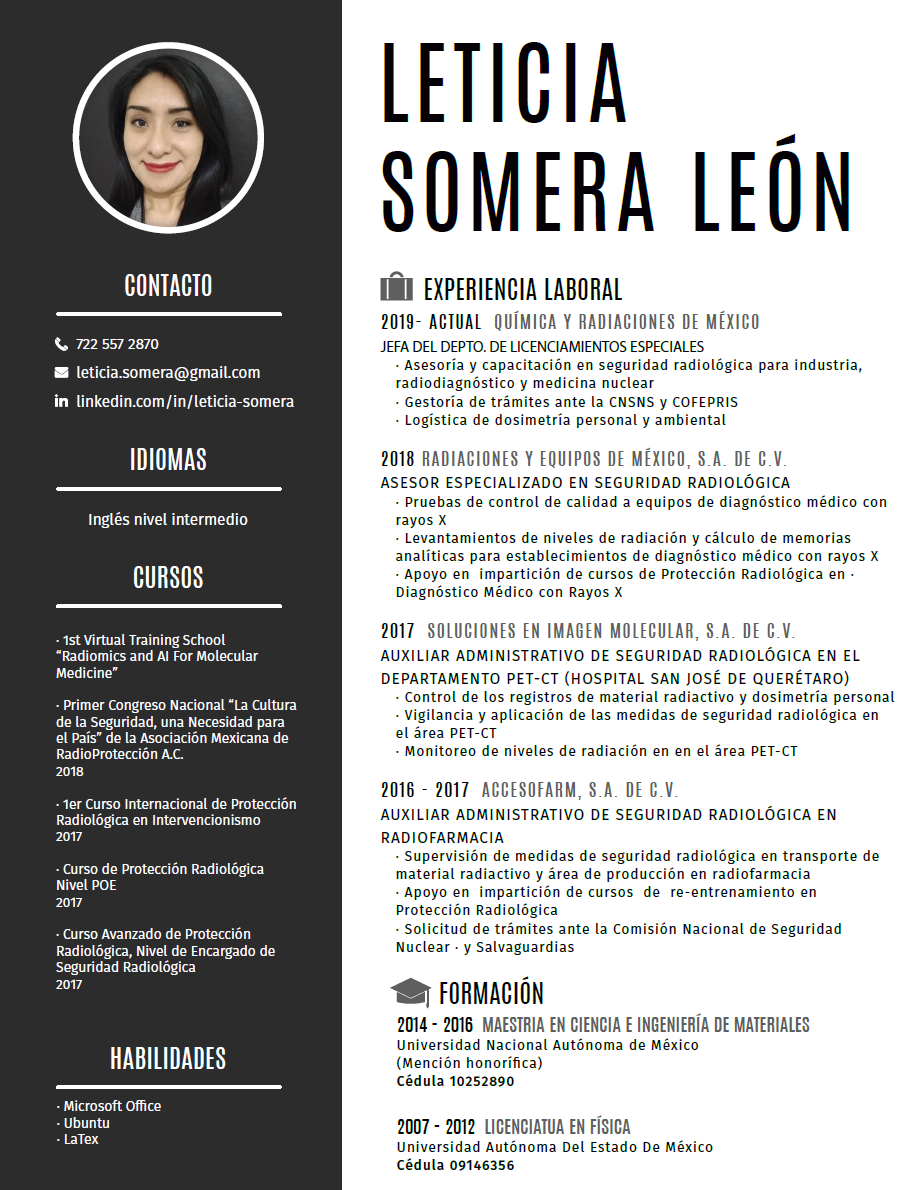 LETICIA
SOMERA LEÓN
CONTACTO
722 557 2870
leticia.somera@gmail.com
linkedin.com/in/leticia-somera
IDIOMAS
Inglés nivel intermedio
CURSOS
· 1st Virtual Training School
“Radiomics and AI For Molecular
Medicine”
· Primer Congreso Nacional “La Cultura
de la Seguridad, una Necesidad para
el País” de la Asociación Mexicana de
RadioProtección A.C.
2018
· 1er Curso Internacional de Protección
Radiológica en Intervencionismo
2017
· Curso de Protección Radiológica
Nivel POE
2017
· Curso Avanzado de Protección
Radiológica, Nivel de Encargado de
Seguridad Radiológica
2017
HABILIDADES
· Microsoft Office
· Ubuntu
· LaTex
EXPERIENCIA LABORAL
2019- ACTUAL QUÍMICA Y RADIACIONES DE MÉXICO
JEFA DEL DEPTO. DE LICENCIAMIENTOS ESPECIALES
· Asesoría y capacitación en seguridad radiológica para industria,
radiodiagnóstico y medicina nuclear
· Gestoría de trámites ante la CNSNS y COFEPRIS
· Logística de dosimetría personal y ambiental
2018 RADIACIONES Y EQUIPOS DE MÉXICO, S.A. DE C.V.
ASESOR ESPECIALIZADO EN SEGURIDAD RADIOLÓGICA
· Pruebas de control de calidad a equipos de diagnóstico médico con
rayos X
· Levantamientos de niveles de radiación y cálculo de memorias
analíticas para establecimientos de diagnóstico médico con rayos X
· Apoyo en impartición de cursos de Protección Radiológica en ·
Diagnóstico Médico con Rayos X
2017 SOLUCIONES EN IMAGEN MOLECULAR, S.A. DE C.V.
AUXILIAR ADMINISTRATIVO DE SEGURIDAD RADIOLÓGICA EN EL
DEPARTAMENTO PET-CT (HOSPITAL SAN JOSÉ DE QUERÉTARO)
· Control de los registros de material radiactivo y dosimetría personal
· Vigilancia y aplicación de las medidas de seguridad radiológica en
el área PET-CT
· Monitoreo de niveles de radiación en en el área PET-CT
2016 - 2017 ACCESOFARM, S.A. DE C.V.
AUXILIAR ADMINISTRATIVO DE SEGURIDAD RADIOLÓGICA EN
RADIOFARMACIA
· Supervisión de medidas de seguridad radiológica en transporte de
material radiactivo y área de producción en radiofarmacia
· Apoyo en impartición de cursos de re-entrenamiento en
Protección Radiológica
· Solicitud de trámites ante la Comisión Nacional de Seguridad
Nuclear · y Salvaguardias
FORMACIÓN
2014 - 2016 MAESTRIA EN CIENCIA E INGENIERÍA DE MATERIALES
Universidad Nacional Autónoma de México
(Mención honorífica)
Cédula 10252890
2007 - 2012 LICENCIATUA EN FÍSICA
Universidad Autónoma Del Estado De México
Cédula 09146356